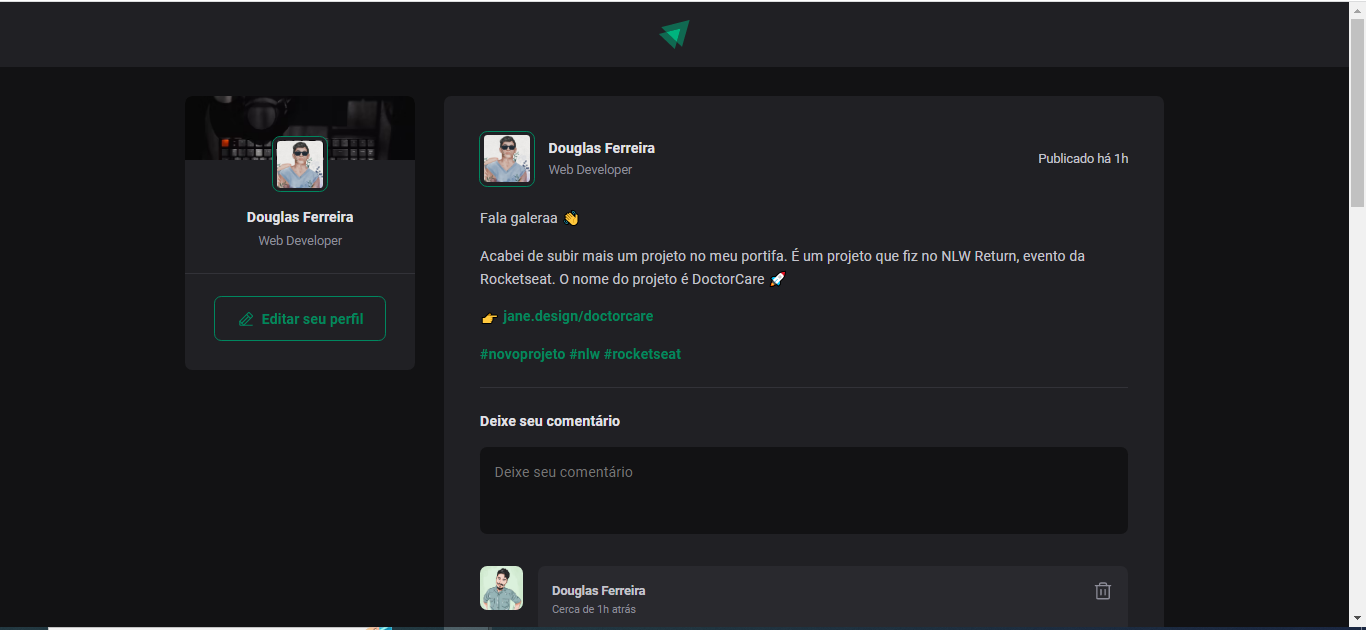 Douglas Ferreira
Web Developer
Editar seu perfil
Douglas Ferreira
Web Developer
Publicado há 1h
Fala galeraa 👋
Acabei de subir mais um projeto no meu portifa. É um projeto que fiz no NLW Return, evento da
Rocketseat. O nome do projeto é DoctorCare 🚀
👉 jane.design/doctorcare
#novoprojeto #nlw #rocketseat
Deixe seu comentário
Deixe seu comentário
Douglas Ferreira
Cerca de 1h atrás